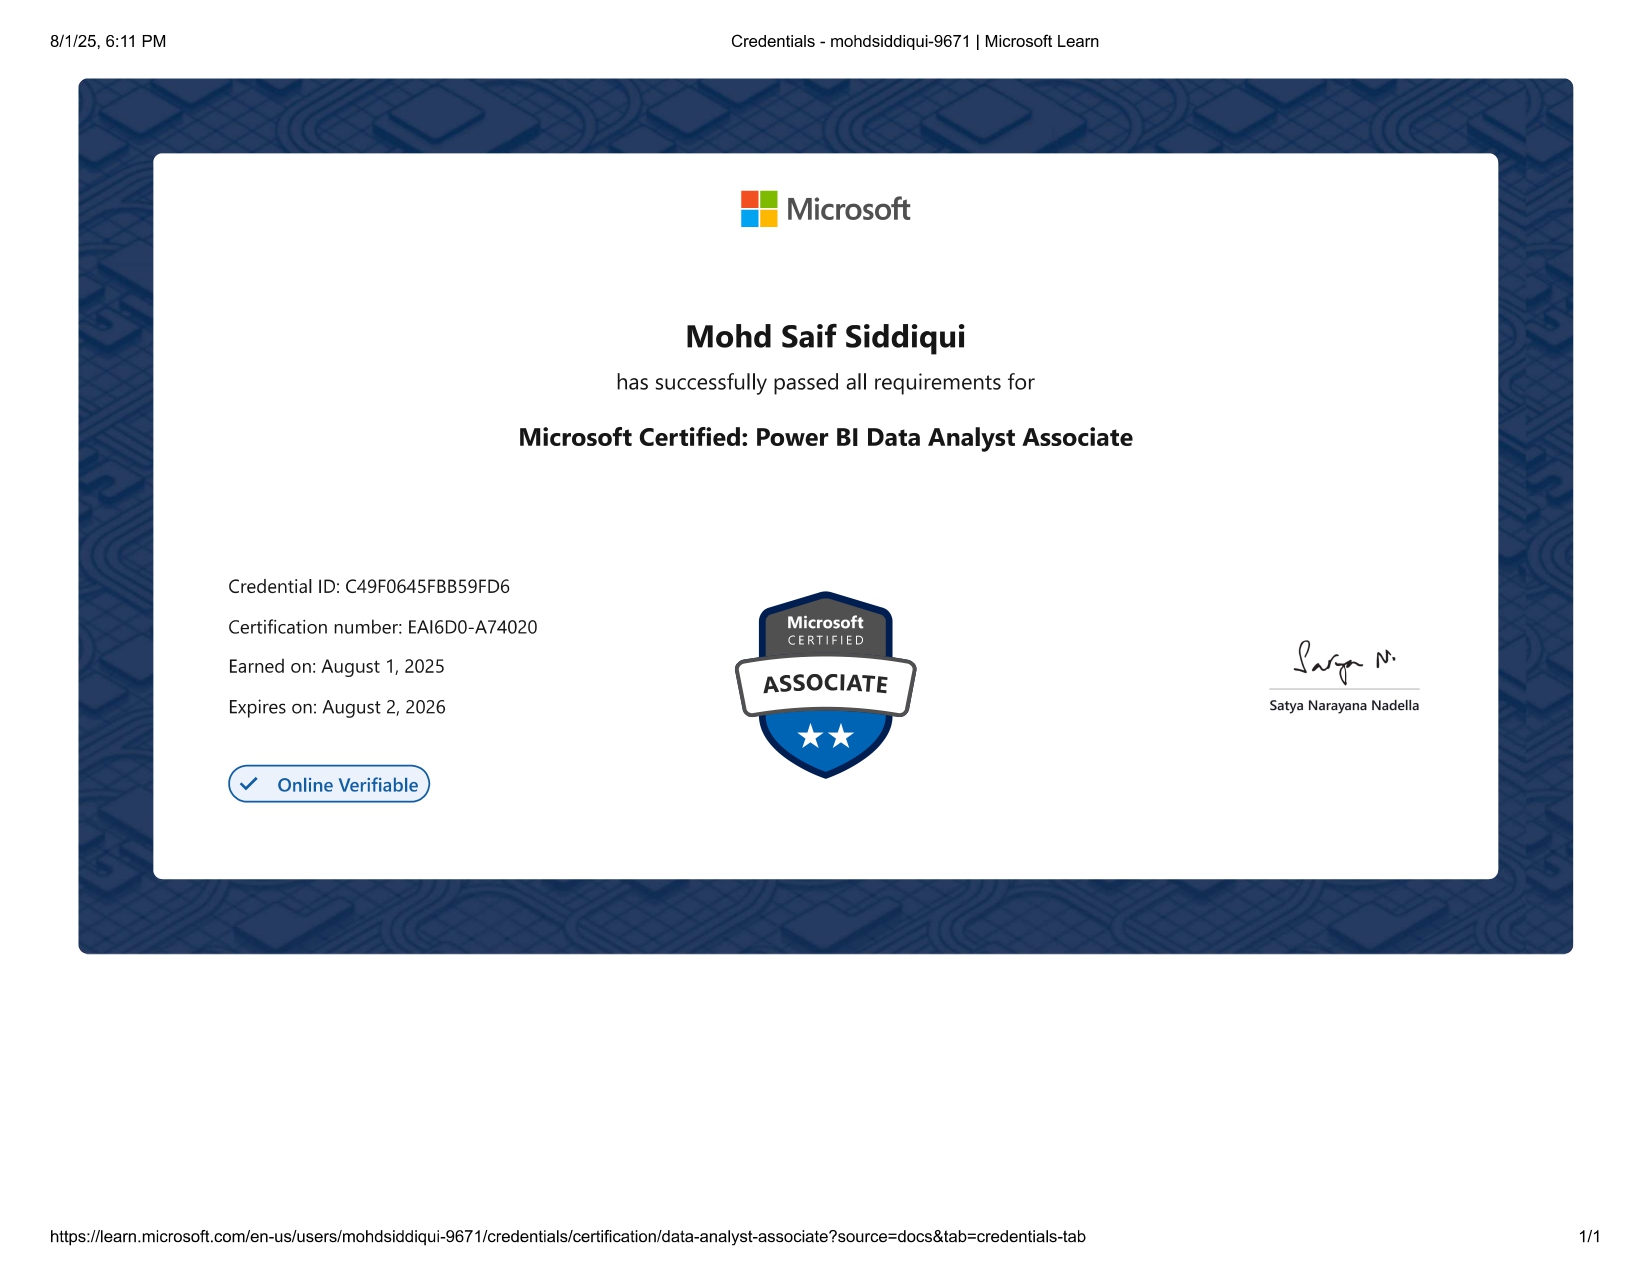 8/1/25, 6:11 PM
Credentials - mohdsiddiqui-9671 | Microsoft Learn
Microsoft
Mohd Saif Siddiqui
has successfully passed all requirements for
Microsoft Certified: Power BI Data Analyst Associate
Credential ID: C49F0645FBB59FD6
Certification number: EAI6D0-A74020
Earned on: August 1, 2025
Expires on: August 2, 2026
Online Verifiable
Microsoft
CERTIFIED
ASSOCIATE
Satya N.
Satya Narayana Nadella
https://learn.microsoft.com/en-us/users/mohdsiddiqui-9671/credentials/certification/data-analyst-associate?source=docs&tab=credentials-tab
1/1